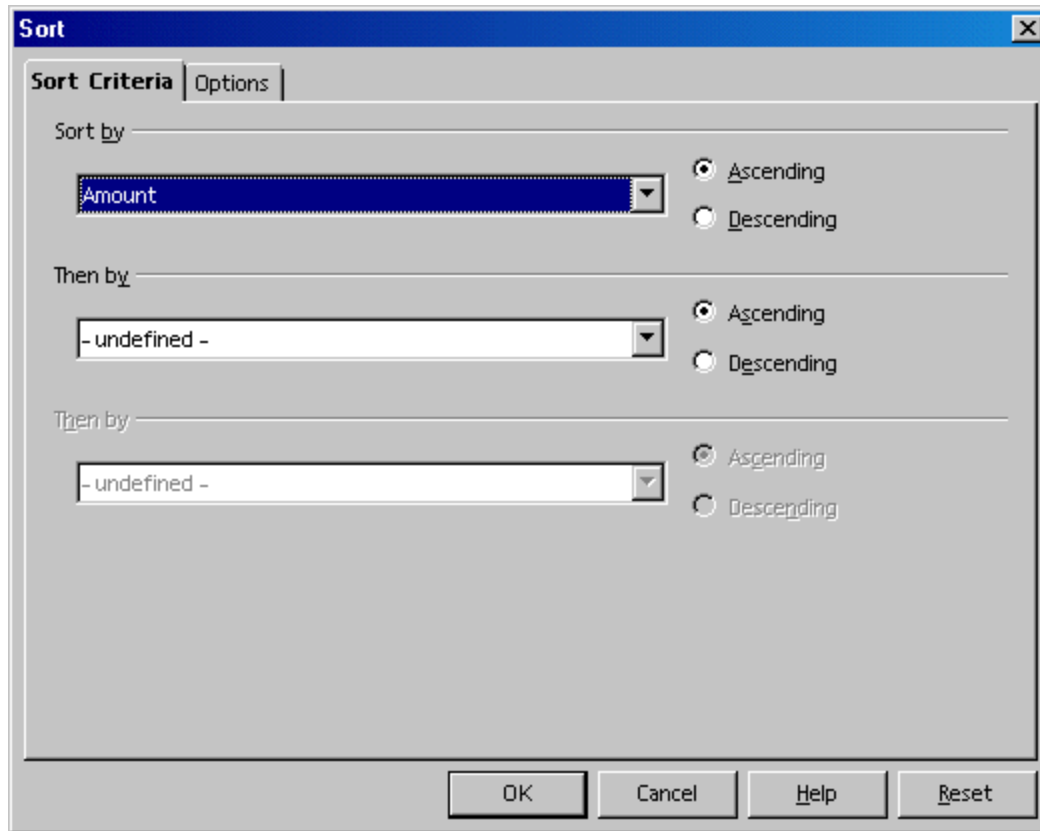 Sort
Sort Criteria Options
Sort by
Amount
Ascending
Descending
Then by
- undefined -
Ascending
Descending
Then by
- undefined -
Ascending
Descending
OK Cancel Help Reset